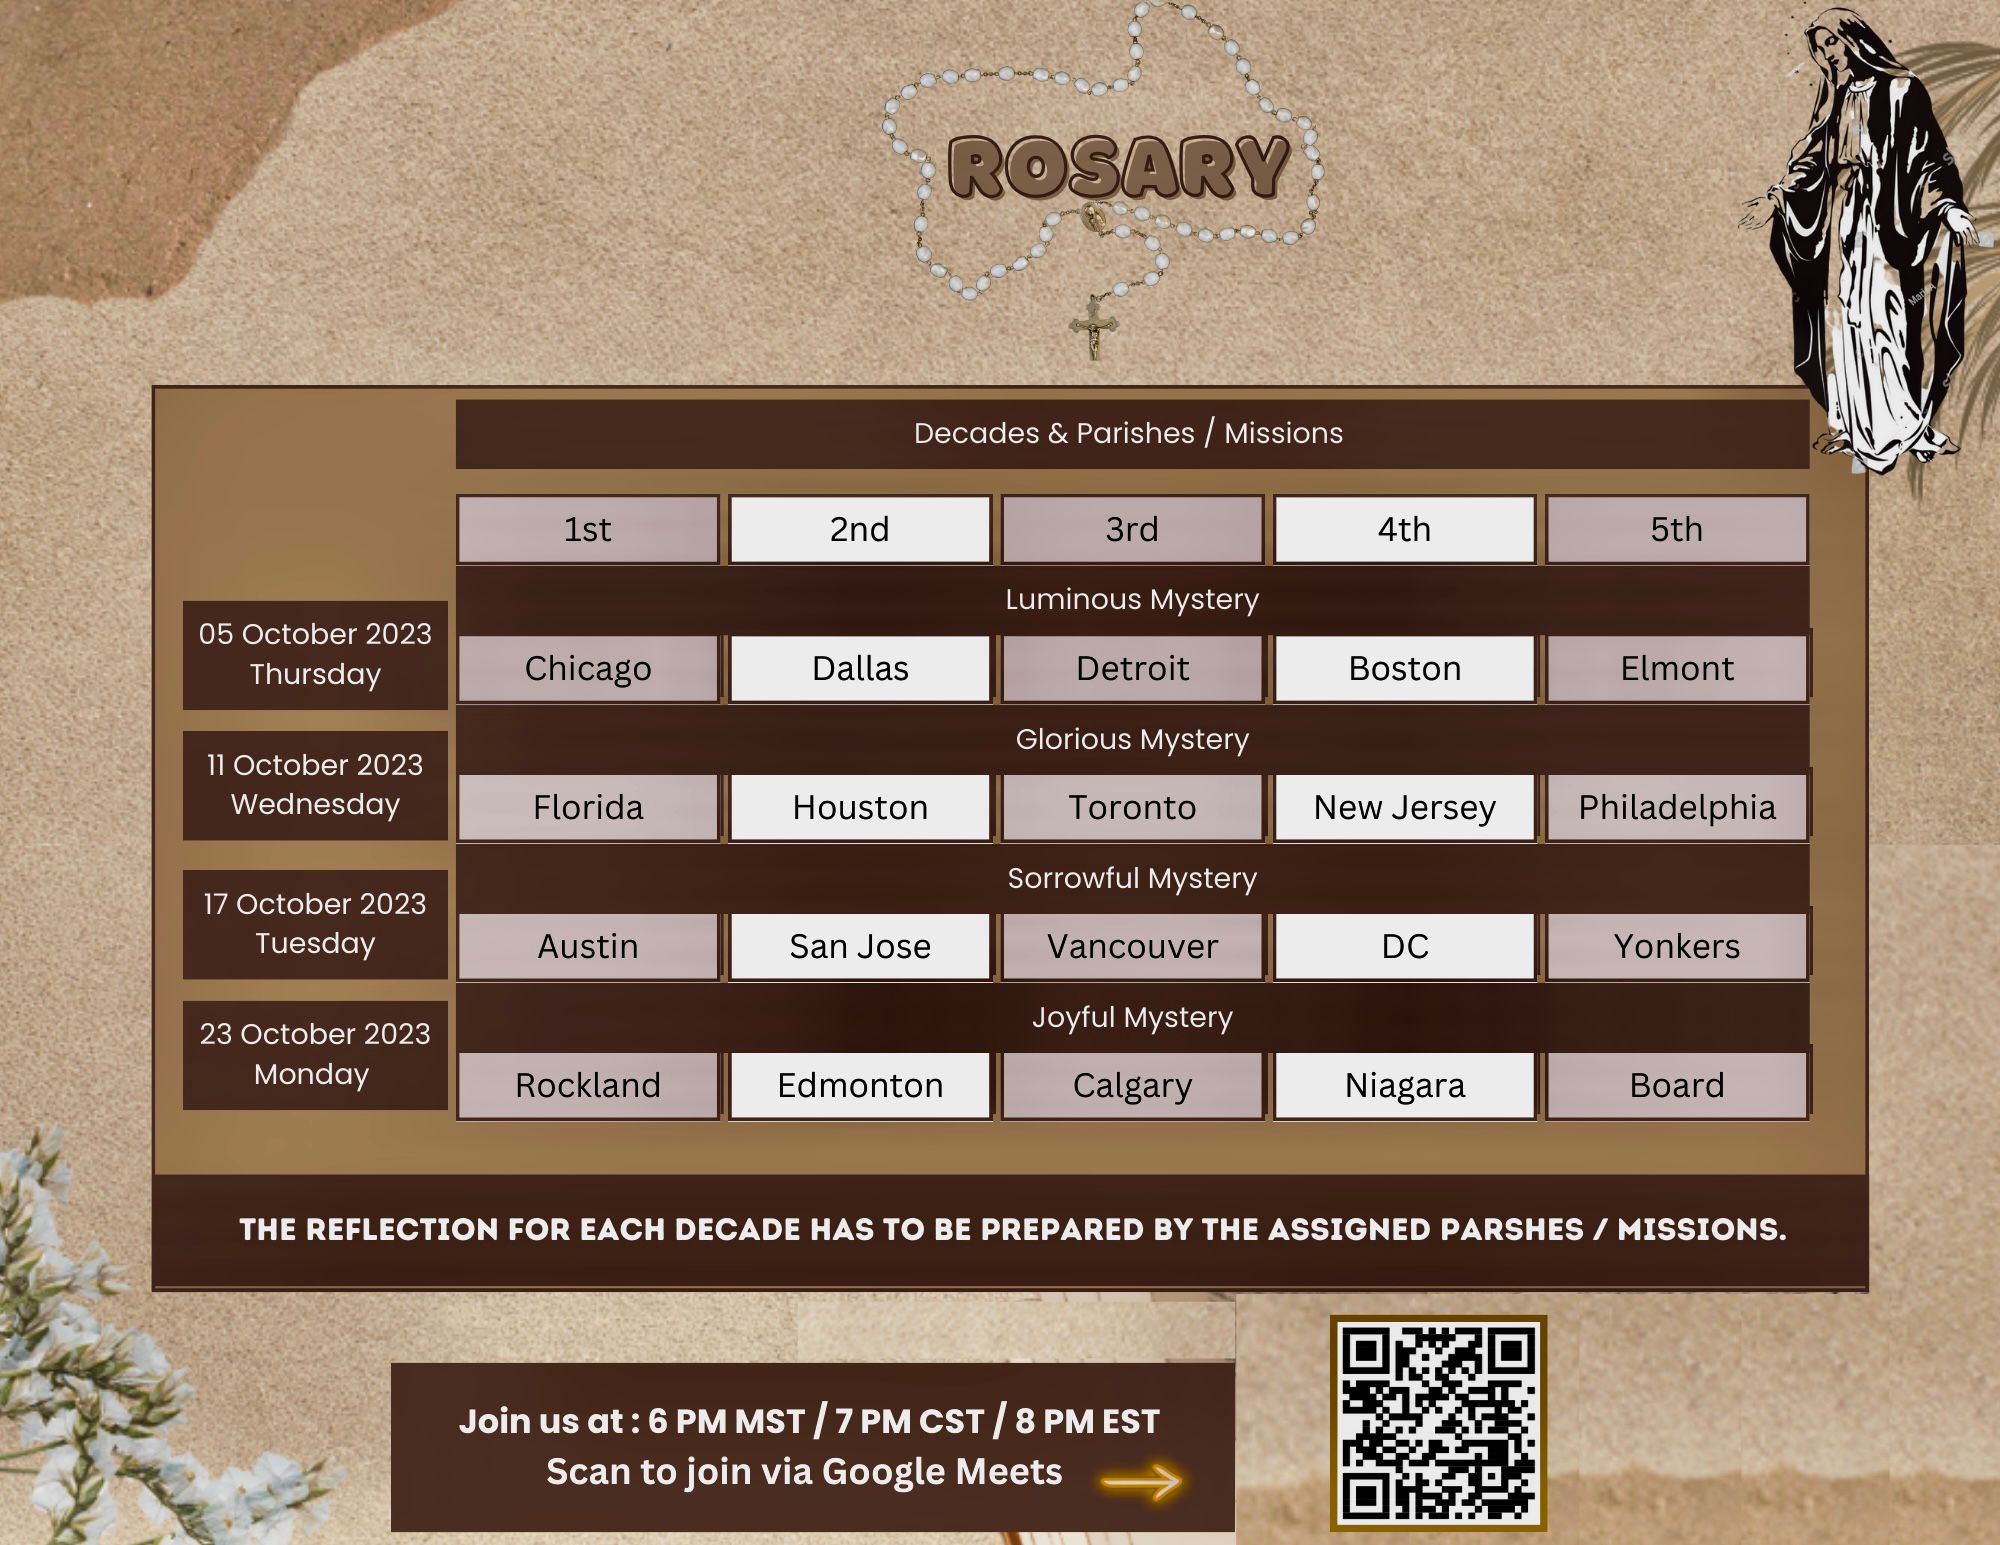 ROSARY
Decades & Parishes / Missions
1st 2nd 3rd 4th 5th
Luminous Mystery
05 October 2023
Thursday
Chicago Dallas Detroit Boston Elmont
Glorious Mystery
11 October 2023
Wednesday
Florida Houston Toronto New Jersey Philadelphia
Sorrowful Mystery
17 October 2023
Tuesday
Austin San Jose Vancouver DC Yonkers
Joyful Mystery
23 October 2023
Monday
Rockland Edmonton Calgary Niagara Board
THE REFLECTION FOR EACH DECADE HAS TO BE PREPARED BY THE ASSIGNED PARSHES / MISSIONS.
Join us at : 6 PM MST / 7 PM CST / 8 PM EST
Scan to join via Google Meets